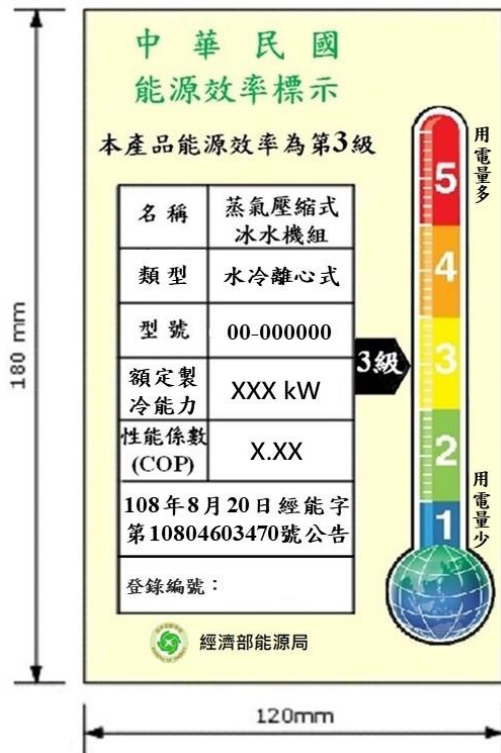 中華民國
能源效率標示
本產品能源效率為第3級
名稱
蒸氣壓縮式
冰水機組
類型
水冷離心式
型號
00-000000
額定製
冷能力
XXX kW
性能係數
(COP)
X.XX
108年8月20日經能字
第10804603470號公告
登錄編號：
經濟部能源局
3級
用電量多
5
4
3
2
1
用電量少
180 mm
120mm